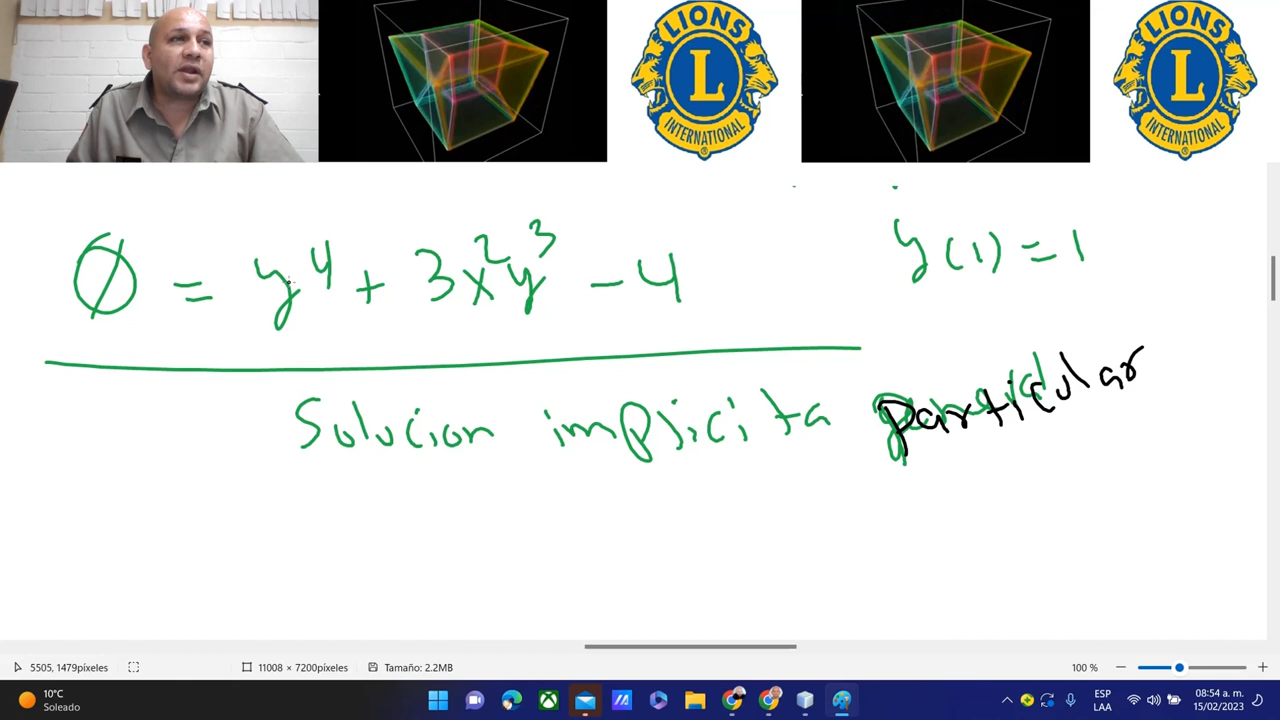 LIONS
L
INTERNATIONAL
®
LIONS
L
INTERNATIONAL
®
∅ = y⁴ + 3x²y³ - 4
y(1) = 1
Solucion implicita particular
5505, 1479píxeles
11008 × 7200píxeles
Tamaño: 2.2MB
100 %
10°C
Soleado
ESP
LAA
08:54 a. m.
15/02/2023